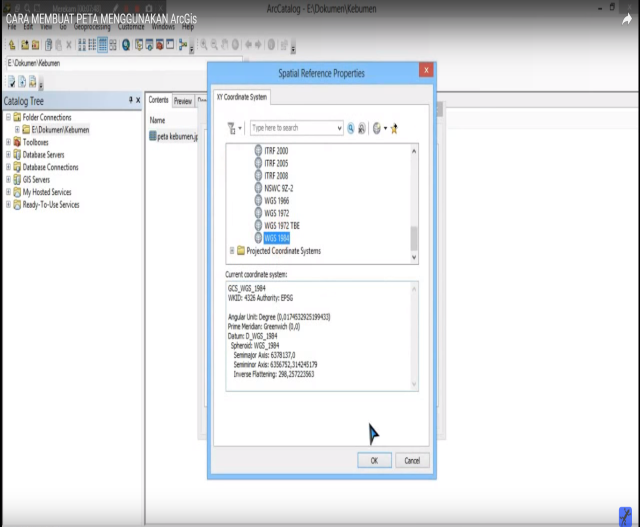 CARA MEMBUAT PETA MENGGUNAKAN ArcGis
ArcCatalog - E:\Dokumen\Kebumen
File Edit View Go Geoprocessing Customize Windows Help
E:\Dokumen\Kebumen
Catalog Tree
Folder Connections
E:\Dokumen\Kebumen
Toolboxes
Database Servers
Database Connections
GIS Servers
My Hosted Services
Ready-To-Use Services
Contents Preview
Name
peta kebumen.jp
Spatial Reference Properties
XY Coordinate System
Type here to search
ITRF 2000
ITRF 2005
ITRF 2008
NSWC 9Z-2
WGS 1966
WGS 1972
WGS 1972 TBE
WGS 1984
Projected Coordinate Systems
Current coordinate system:
GCS_WGS_1984
WKID: 4326 Authority: EPSG
Angular Unit: Degree (0,0174532925199433)
Prime Meridian: Greenwich (0,0)
Datum: D_WGS_1984
Spheroid: WGS_1984
Semimajor Axis: 6378137,0
Semiminor Axis: 6356752,314245179
Inverse Flattening: 298,257223563
OK
Cancel